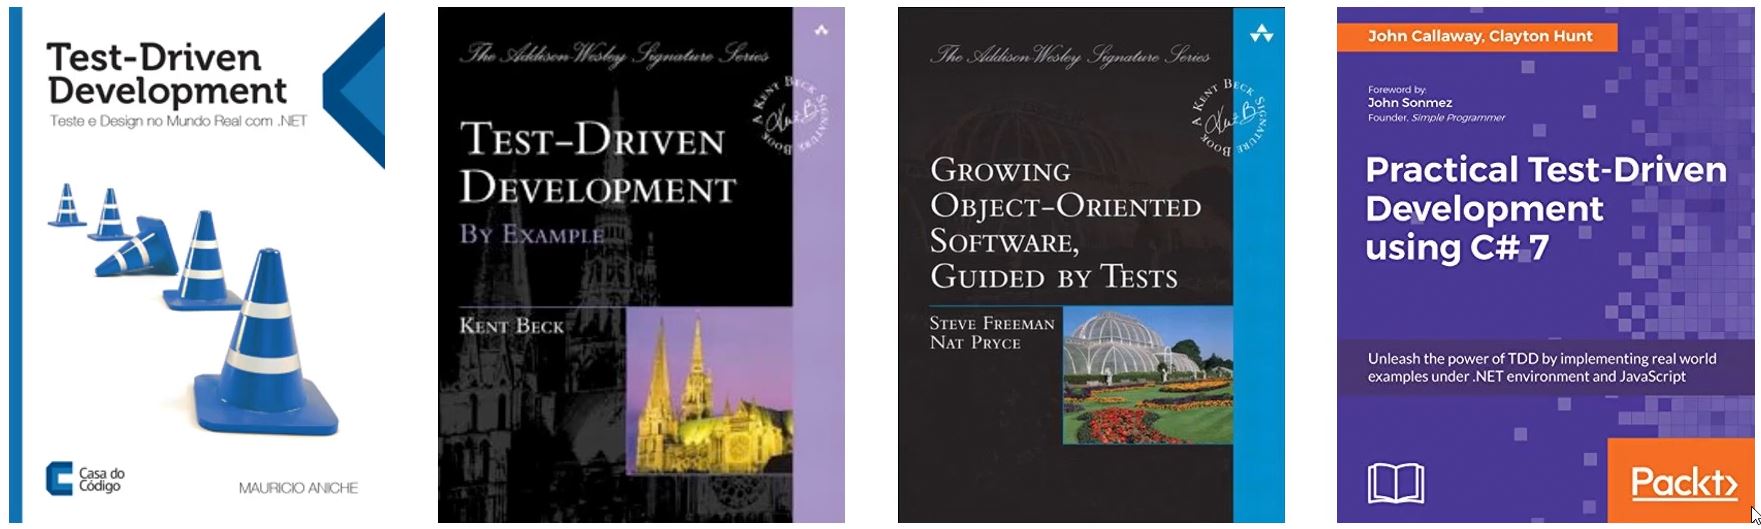 Test-Driven
Development
Teste e Design no Mundo Real com .NET
Casa do
Código
MAURICIO ANICHE
The Addison-Wesley Signature Series
A KENT BECK SIGNATURE BOOK
Kent B
TEST-DRIVEN
DEVELOPMENT
BY EXAMPLE
KENT BECK
The Addison-Wesley Signature Series
A KENT BECK SIGNATURE BOOK
Kent B
GROWING
OBJECT-ORIENTED
SOFTWARE,
GUIDED BY TESTS
STEVE FREEMAN
NAT PRYCE
John Callaway, Clayton Hunt
Foreword by:
John Sonmez
Founder, Simple Programmer
Practical Test-Driven
Development
using C# 7
Unleash the power of TDD by implementing real world
examples under .NET environment and JavaScript
Packt>